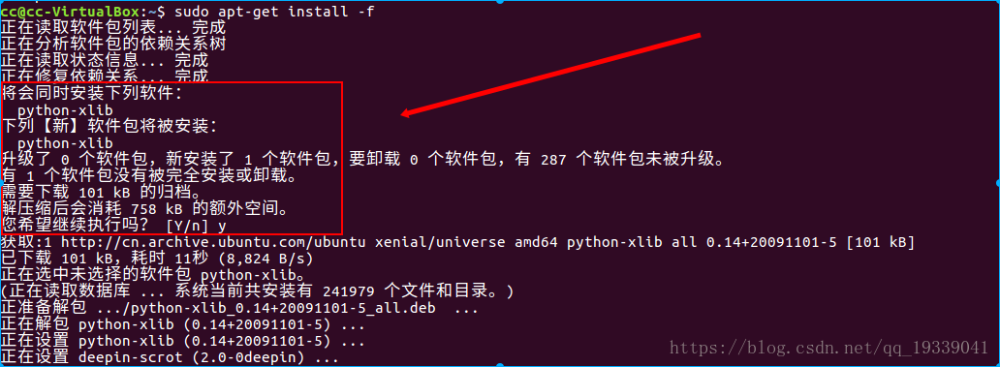 cc@cc-VirtualBox:~$ sudo apt-get install -f
正在读取软件包列表... 完成
正在分析软件包的依赖关系树
正在读取状态信息... 完成
正在修复依赖关系... 完成
将会同时安装下列软件：
  python-xlib
下列【新】软件包将被安装：
  python-xlib
升级了 0 个软件包，新安装了 1 个软件包，要卸载 0 个软件包，有 287 个软件包未被升级。
有 1 个软件包没有被完全安装或卸载。
需要下载 101 kB 的归档。
解压缩后会消耗 758 kB 的额外空间。
您希望继续执行吗？ [Y/n] y
获取:1 http://cn.archive.ubuntu.com/ubuntu xenial/universe amd64 python-xlib all 0.14+20091101-5 [101 kB]
已下载 101 kB，耗时 11秒 (8,824 B/s)
正在选中未选择的软件包 python-xlib。
(正在读取数据库 ... 系统当前共安装有 241979 个文件和目录。)
正准备解包 .../python-xlib_0.14+20091101-5_all.deb  ...
正在解包 python-xlib (0.14+20091101-5) ...
正在设置 python-xlib (0.14+20091101-5) ...
正在设置 deepin-scrot (2.0-0deepin) ...
https://blog.csdn.net/qq_19339041